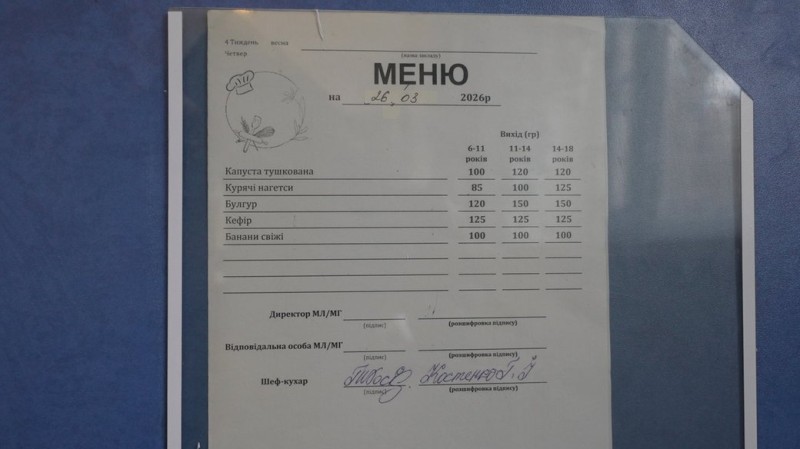 4 Тиждень весна
Четвер
(назва закладу)
МЕНЮ
на 26,03 2026р
Вихід (гр)
6-11 років 11-14 років 14-18 років
Капуста тушкована 100 120 120
Курячі нагетси 85 100 125
Булгур 120 150 150
Кефір 125 125 125
Банани свіжі 100 100 100
Директор МЛ/МГ
(підпис) (розшифровка підпису)
Відповідальна особа МЛ/МГ
(підпис) (розшифровка підпису)
Шеф-кухар Костенко Г. І
(підпис) (розшифровка підпису)